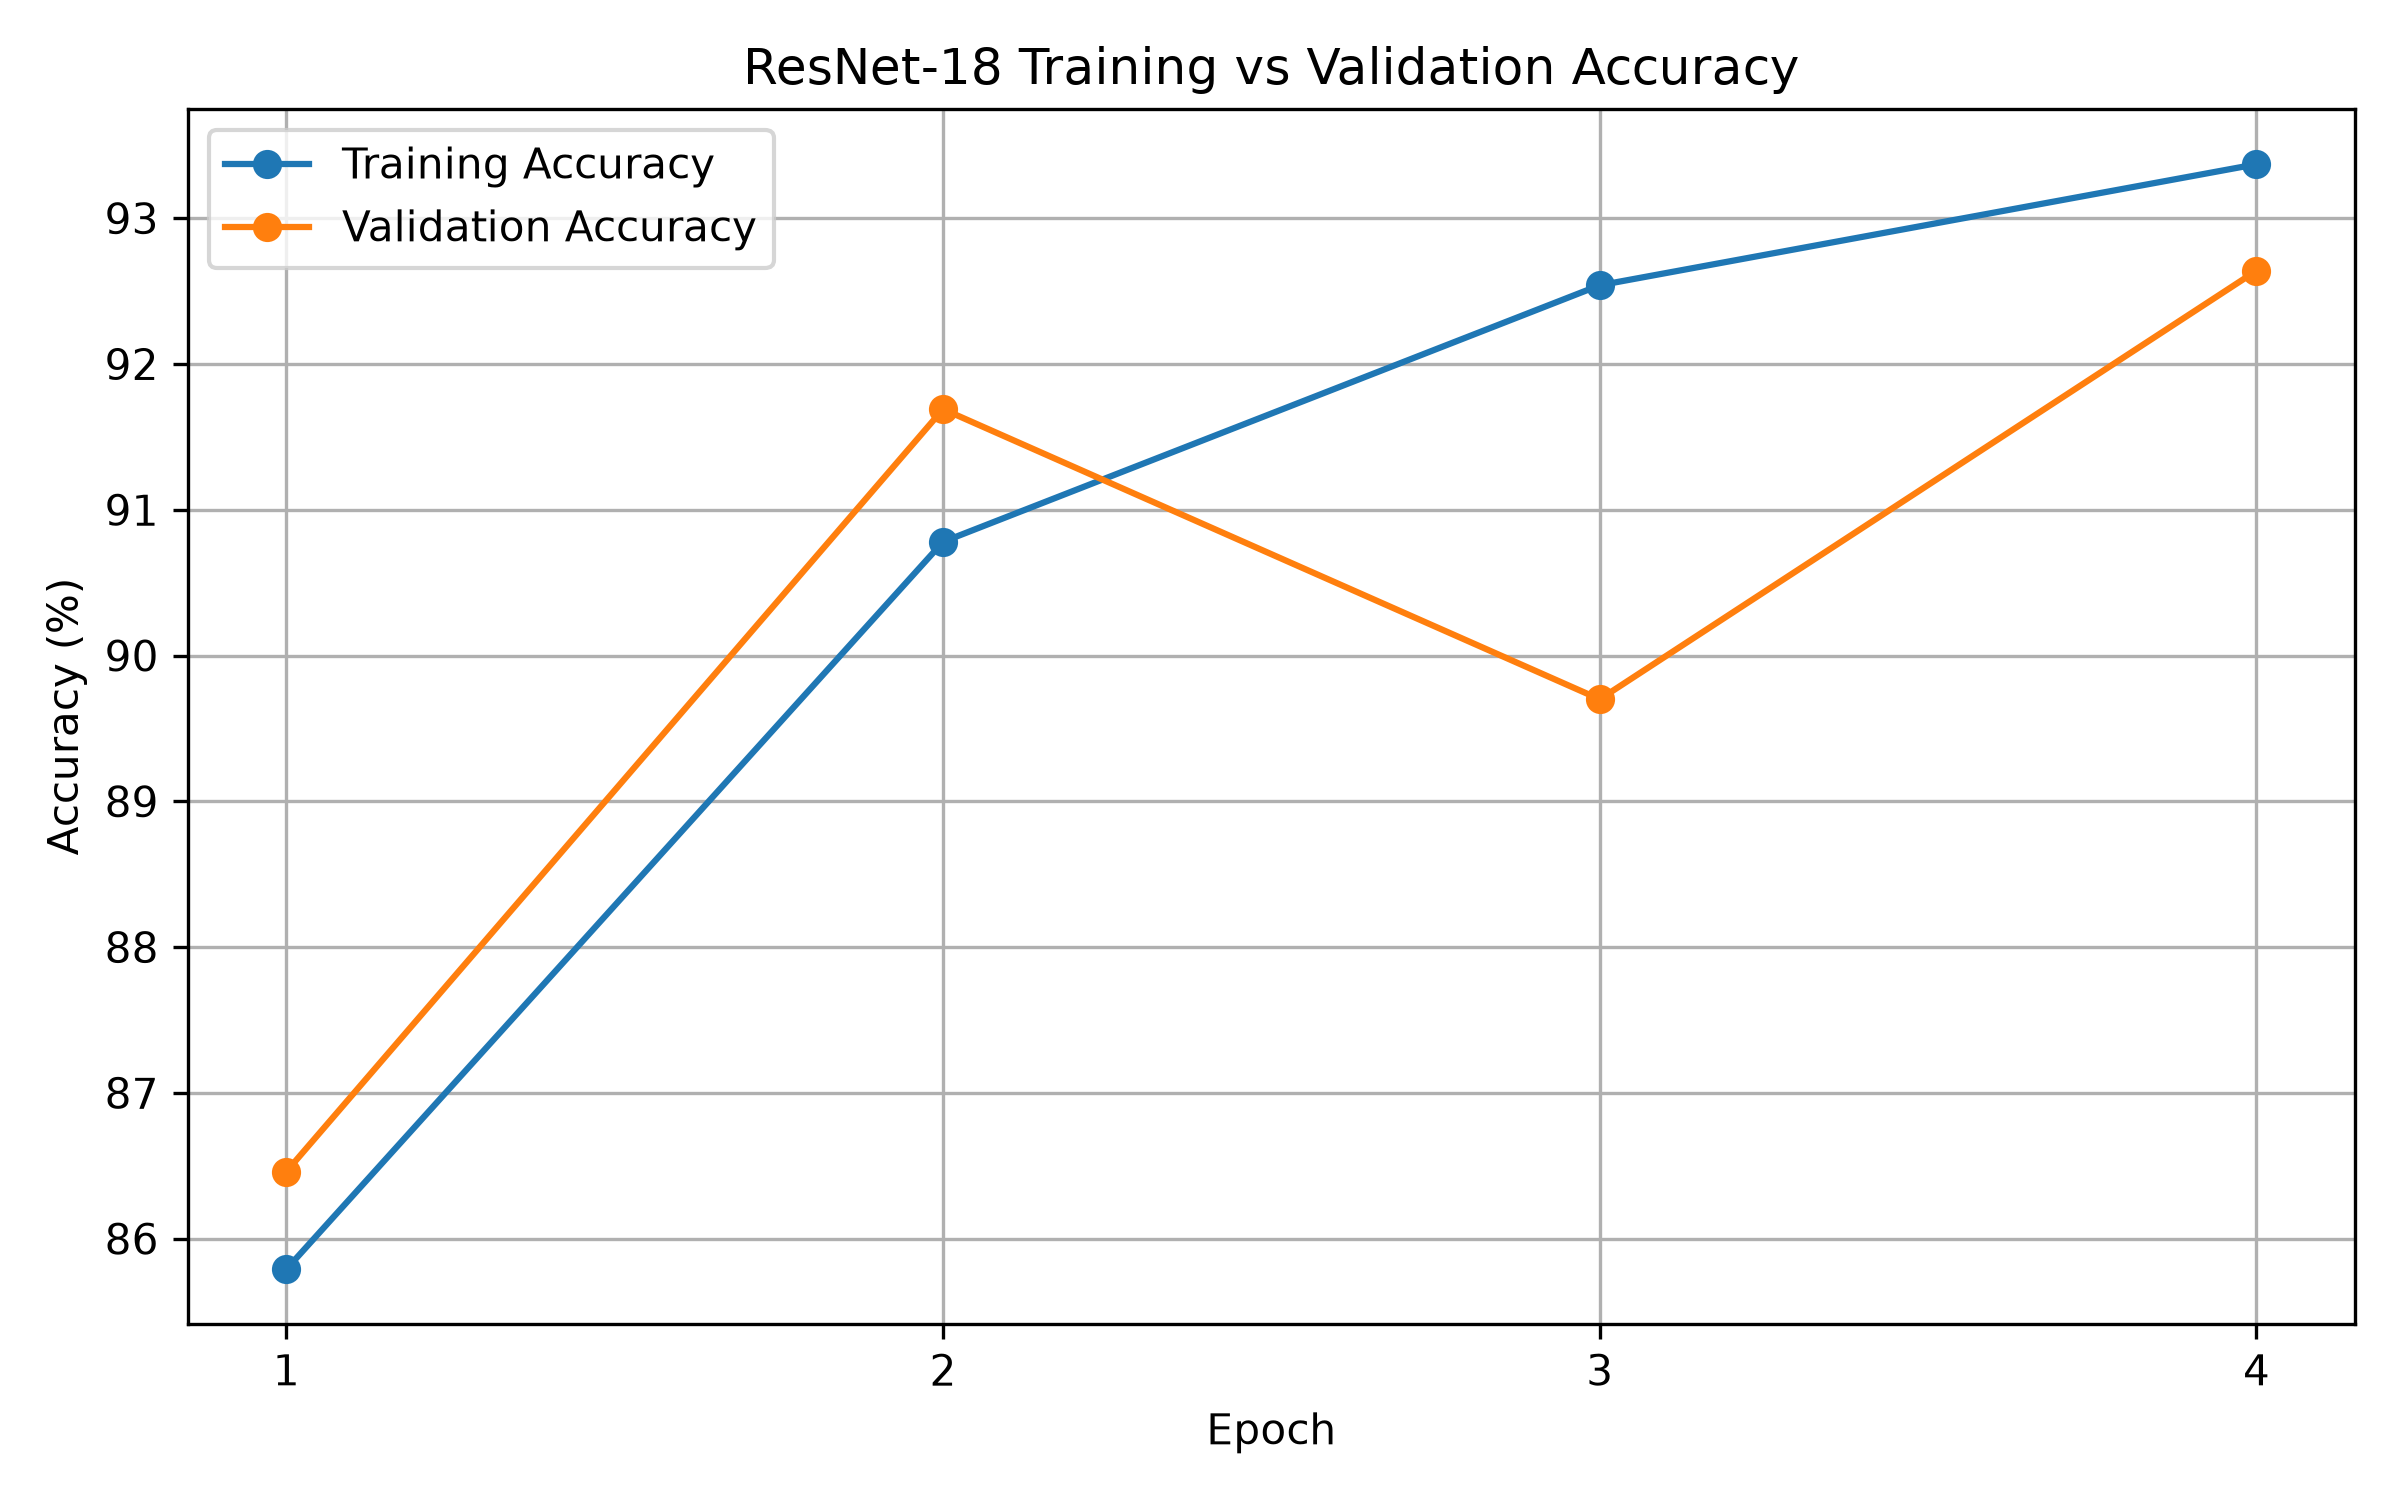 ResNet-18 Training vs Validation Accuracy
Training Accuracy
Validation Accuracy
93
92
91
90
89
88
87
86
Accuracy (%)
1 2 3 4
Epoch